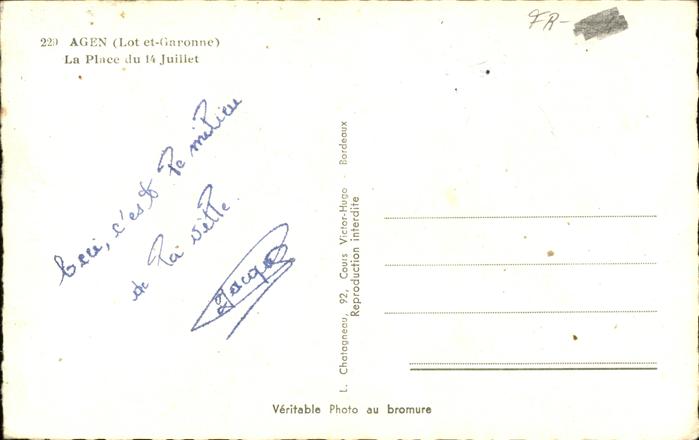 FR-
229 AGEN (Lot et-Garonne)
La Place du 14 Juillet
Ceci, c'est le milieu
de la ville.
L. Chatagneau, 92, Cours Victor-Hugo - Bordeaux
Reproduction interdite
Véritable Photo au bromure